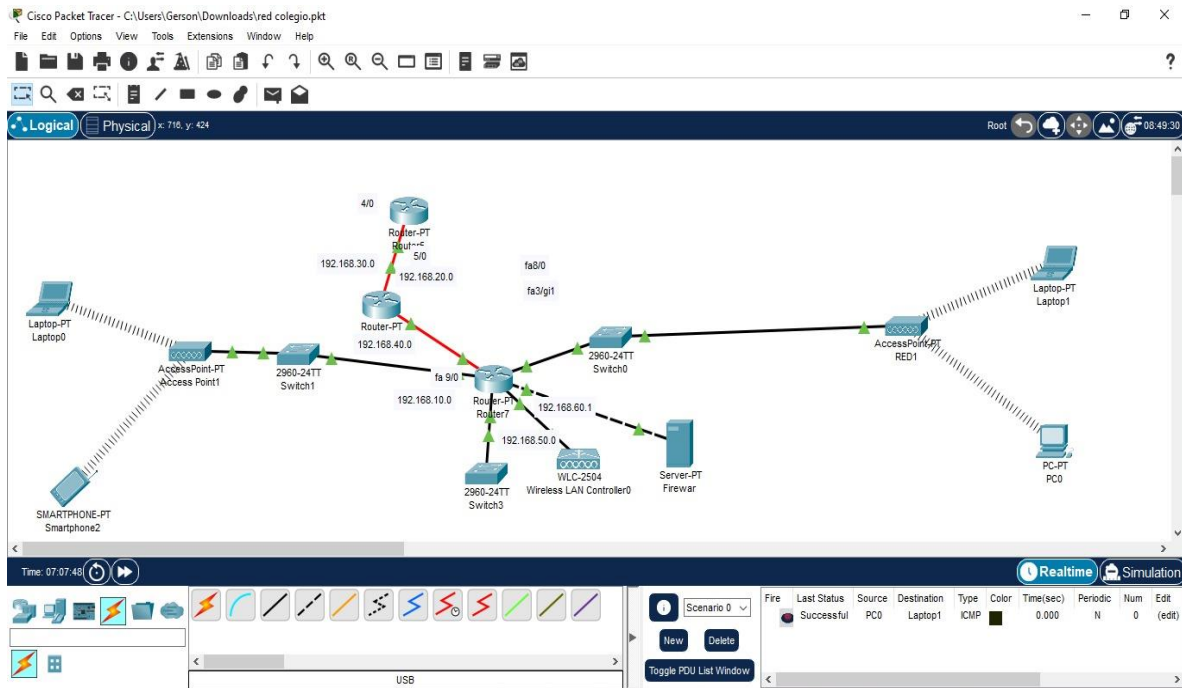 Cisco Packet Tracer - C:\Users\Gerson\Downloads\red colegio.pkt
File Edit Options View Tools Extensions Window Help
?
Logical Physical x: 716, y: 424
Root 08:49:30
4/0
Router-PT
5/0
192.168.30.0
192.168.20.0
fa8/0
fa3/gi1
Laptop-PT
Laptop0
Laptop-PT
Laptop1
Router-PT
192.168.40.0
AccessPoint-PT
Access Point1
2960-24TT
Switch1
2960-24TT
Switch0
AccessPoint-PT
RED1
fa 9/0
192.168.10.0
Router-PT
Router7
192.168.60.1
192.168.50.0
2960-24TT
Switch3
WLC-2504
Wireless LAN Controller0
Server-PT
Firewar
PC-PT
PC0
SMARTPHONE-PT
Smartphone2
Time: 07:07:48
Realtime Simulation
Scenario 0
New Delete
Toggle PDU List Window
Fire Last Status Source Destination Type Color Time(sec) Periodic Num Edit
Successful PC0 Laptop1 ICMP 0.000 N 0 (edit)
USB